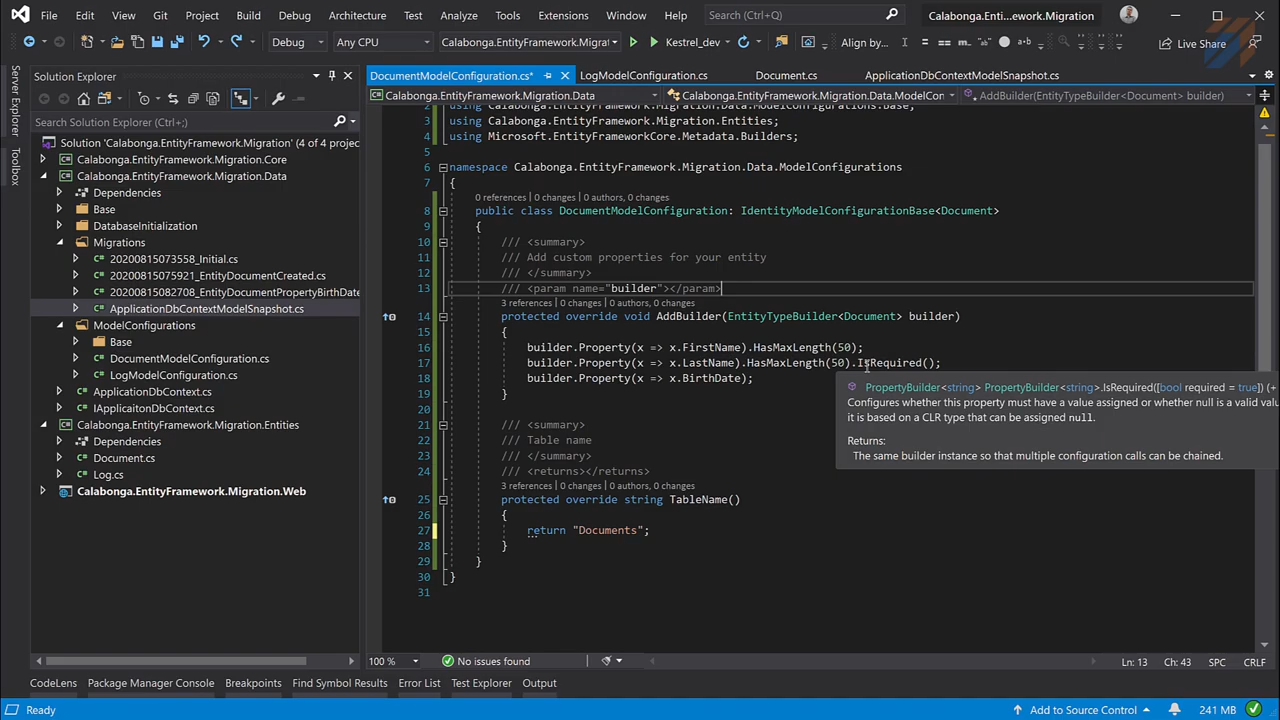 File Edit View Git Project Build Debug Architecture Test Analyze Tools Extensions Window Help Search (Ctrl+Q) Calabonga.Enti...ework.Migration
Debug Any CPU Calabonga.EntityFramework.Migrat Kestrel_dev Align by... Live Share
Server Explorer
Toolbox
Solution Explorer
Search Solution Explorer (Ctrl+;)
Solution 'Calabonga.EntityFramework.Migration' (4 of 4 projec
Calabonga.EntityFramework.Migration.Core
Calabonga.EntityFramework.Migration.Data
Dependencies
Base
DatabaseInitialization
Migrations
20200815073558_Initial.cs
20200815075921_EntityDocumentCreated.cs
20200815082708_EntityDocumentPropertyBirthDate
ApplicationDbContextModelSnapshot.cs
ModelConfigurations
Base
DocumentModelConfiguration.cs
LogModelConfiguration.cs
ApplicationDbContext.cs
IApplicaitonDbContext.cs
Calabonga.EntityFramework.Migration.Entities
Dependencies
Document.cs
Log.cs
Calabonga.EntityFramework.Migration.Web
DocumentModelConfiguration.cs* LogModelConfiguration.cs Document.cs ApplicationDbContextModelSnapshot.cs
Calabonga.EntityFramework.Migration.Data Calabonga.EntityFramework.Migration.Data.ModelCon AddBuilder(EntityTypeBuilder<Document> builder)
2 using Calabonga.EntityFramework.Migration.Data.ModelConfigurations.Base;
3 using Calabonga.EntityFramework.Migration.Entities;
4 using Microsoft.EntityFrameworkCore.Metadata.Builders;
5
6 namespace Calabonga.EntityFramework.Migration.Data.ModelConfigurations
7 {
0 references | 0 changes | 0 authors, 0 changes
8 public class DocumentModelConfiguration: IdentityModelConfigurationBase<Document>
9 {
10 /// <summary>
11 /// Add custom properties for your entity
12 /// </summary>
13 /// <param name="builder"></param>
3 references | 0 changes | 0 authors, 0 changes
14 protected override void AddBuilder(EntityTypeBuilder<Document> builder)
15 {
16 builder.Property(x => x.FirstName).HasMaxLength(50);
17 builder.Property(x => x.LastName).HasMaxLength(50).IsRequired();
18 builder.Property(x => x.BirthDate);
19 }
20
21 /// <summary>
22 /// Table name
23 /// </summary>
24 /// <returns></returns>
3 references | 0 changes | 0 authors, 0 changes
25 protected override string TableName()
26 {
27 return "Documents";
28 }
29 }
30 }
31
PropertyBuilder<string> PropertyBuilder<string>.IsRequired([bool required = true]) (+
Configures whether this property must have a value assigned or whether null is a valid valu
it is based on a CLR type that can be assigned null.
Returns:
The same builder instance so that multiple configuration calls can be chained.
100 % No issues found Ln: 13 Ch: 43 SPC CRLF
CodeLens Package Manager Console Breakpoints Find Symbol Results Error List Test Explorer Output
Ready Add to Source Control 241 MB